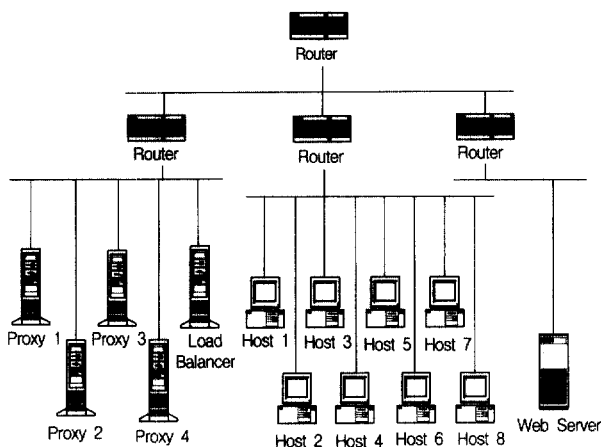 Router
Router
Router
Router
Proxy 1
Proxy 3
Load
Balancer
Host 1
Host 3
Host 5
Host 7
Proxy 2
Proxy 4
Host 2
Host 4
Host 6
Host 8
Web Server